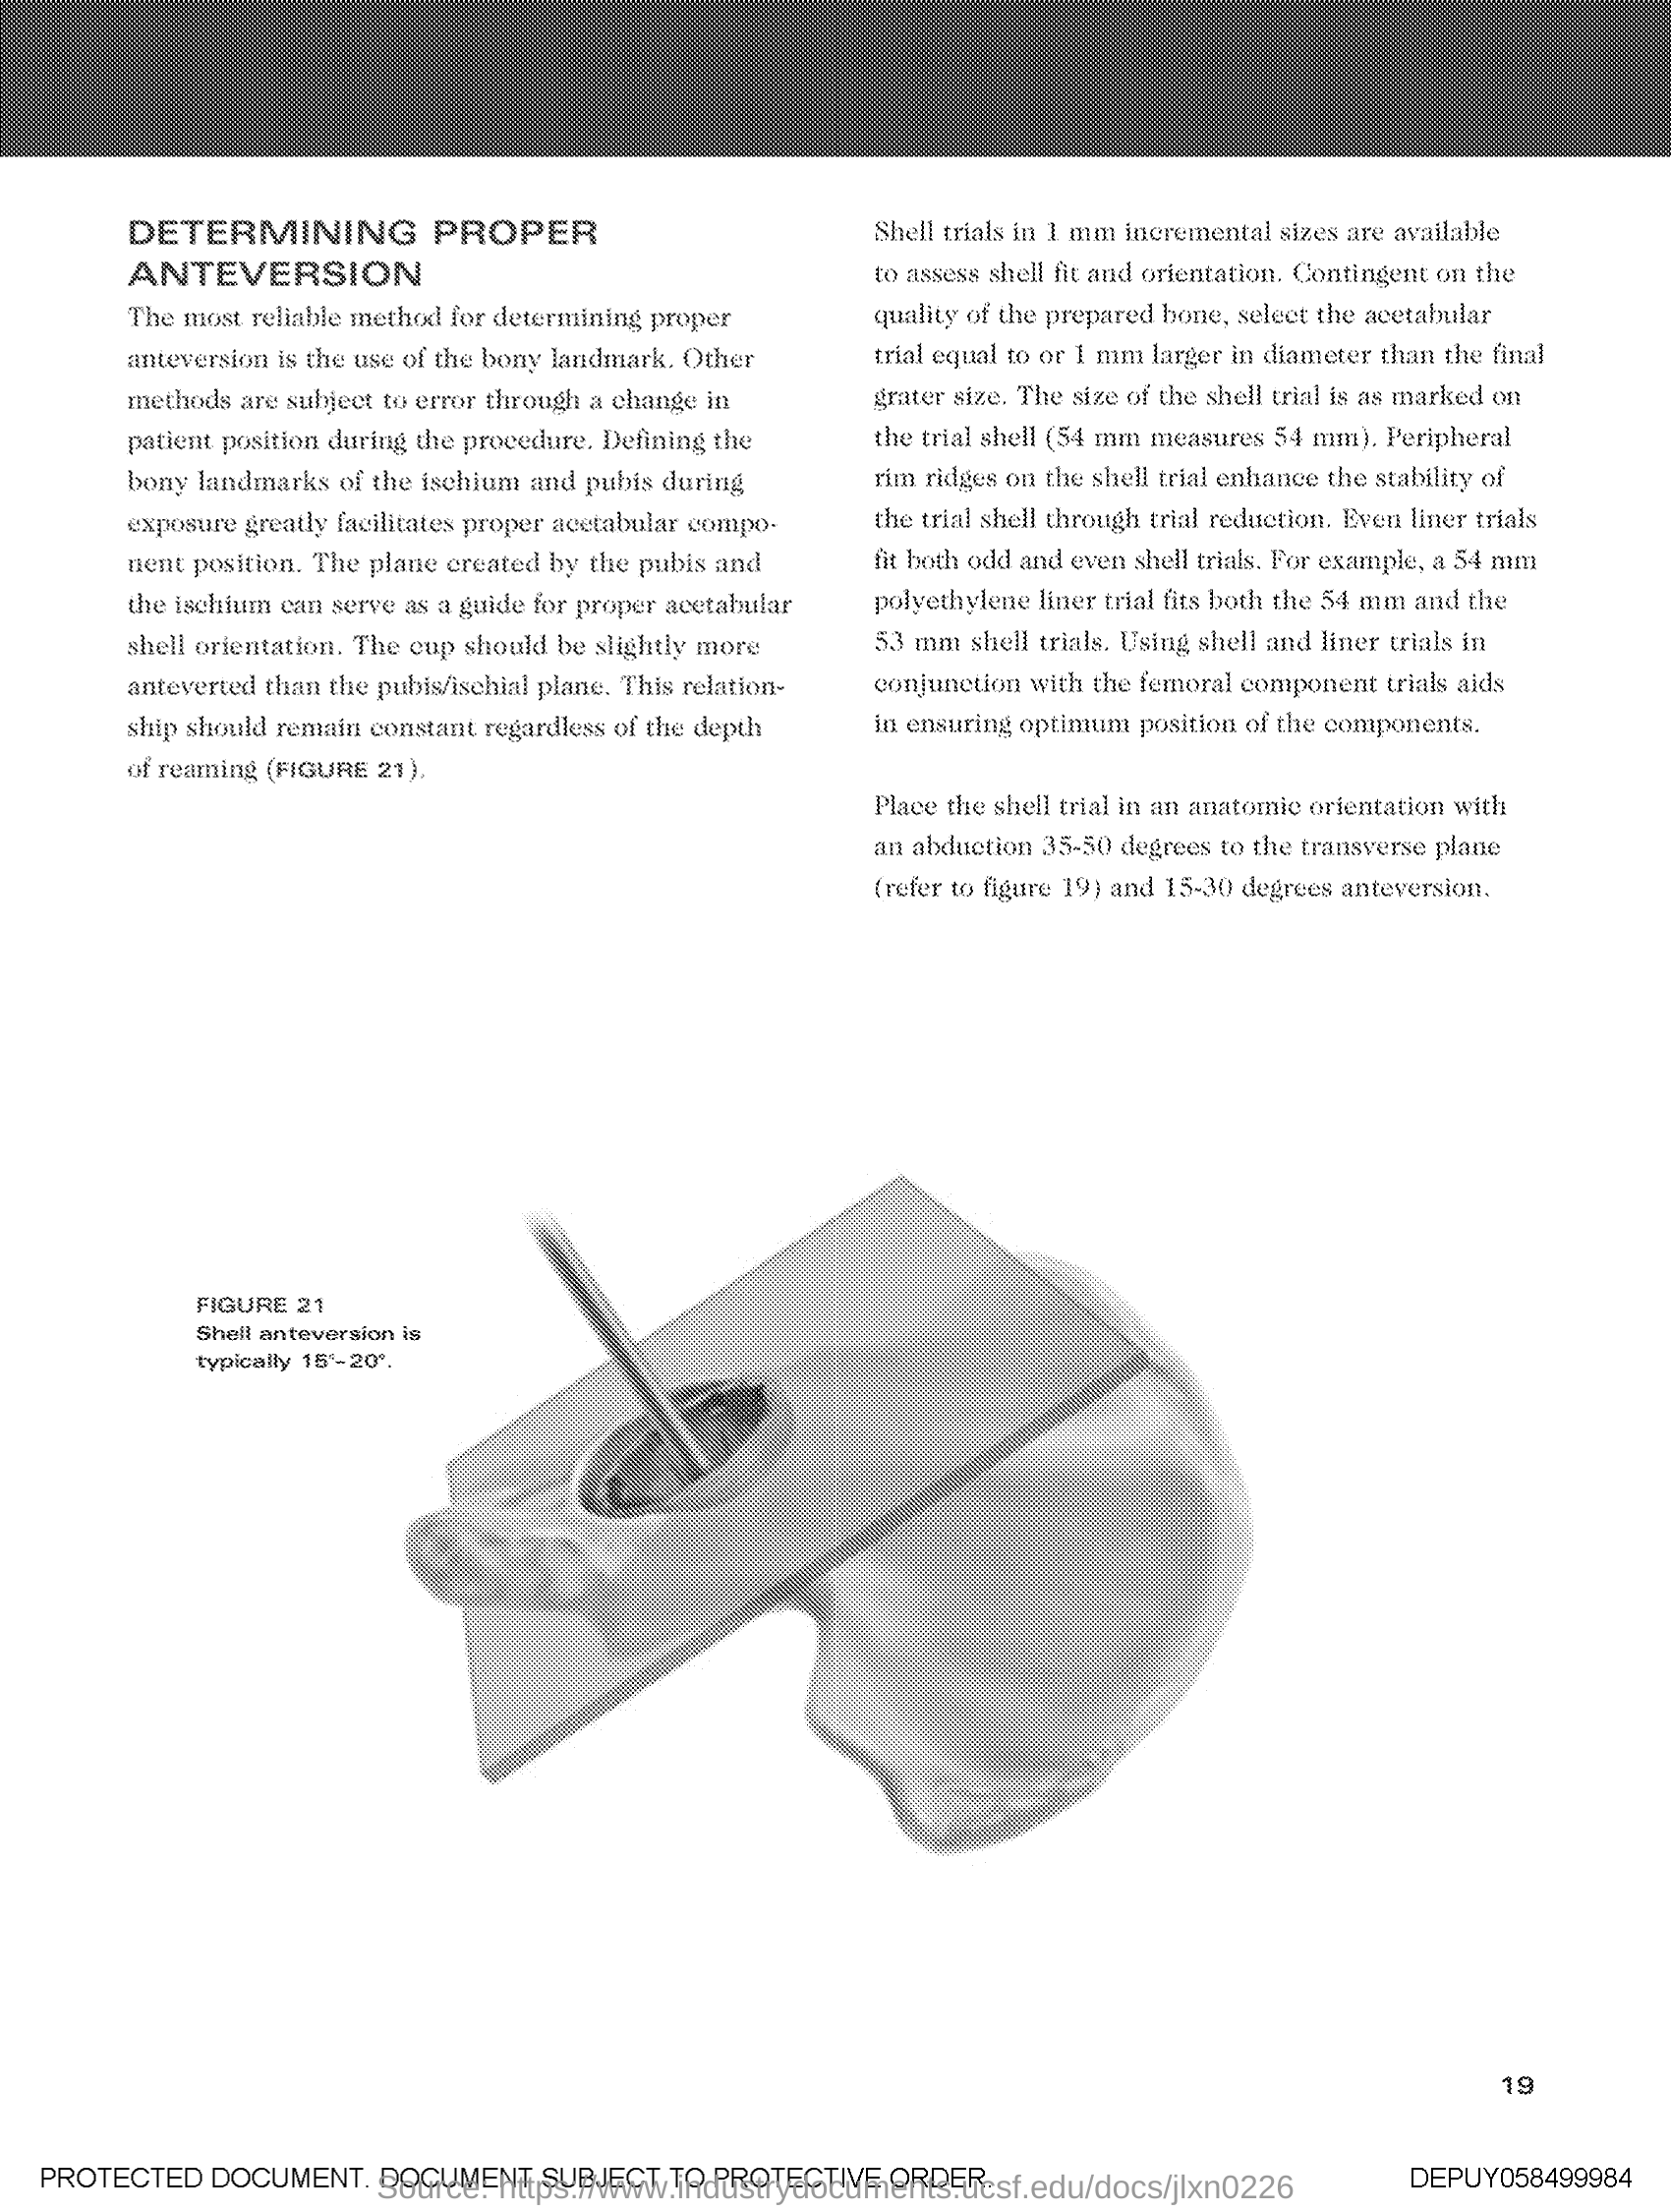 DETERMINING PROPER
ANTEVERSION
The most reliable method for determining proper
anteversion is the use of the bony landmark. Other
methods are subject to error through a change in
patient position during the procedure. Defining the
bony landmarks of the ischium and pubis during
exposure greatly facilitates proper acetabular compo-
nent position. The plane created by the pubis and
the ischium can serve as a guide for proper acetabular
shell orientation. The cup should be slightly more
anteverted than the pubis/ischial plane. This relation-
ship should remain constant regardless of the depth
of reaming (FIGURE 21).
Shell trials in 1 mm incremental sizes are available
to assess shell fit and orientation. Contingent on the
quality of the prepared bone, select the acetabular
trial equal to or 1 mm larger in diameter than the final
grater size. The size of the shell trial is as marked on
the trial shell (54 mm measures 54 mm). Peripheral
rim ridges on the shell trial enhance the stability of
the trial shell through trial reduction. Even liner trials
fit both odd and even shell trials. For example, a 54 mm
polyethylene liner trial fits both the 54 mm and the
53 mm shell trials. Using shell and liner trials in
conjunction with the femoral component trials aids
in ensuring optimum position of the components.
Place the shell trial in an anatomic orientation with
an abduction 35-50 degrees to the transverse plane
(refer to figure 19) and 15-30 degrees anteversion.
FIGURE 21
Shell anteversion is
typically 15°-20°.
19
PROTECTED DOCUMENT. DOCUMENT SUBJECT TO PROTECTIVE ORDER.
DEPUY058499984
Source: https://www.industrydocuments.ucsf.edu/docs/jlxn0226